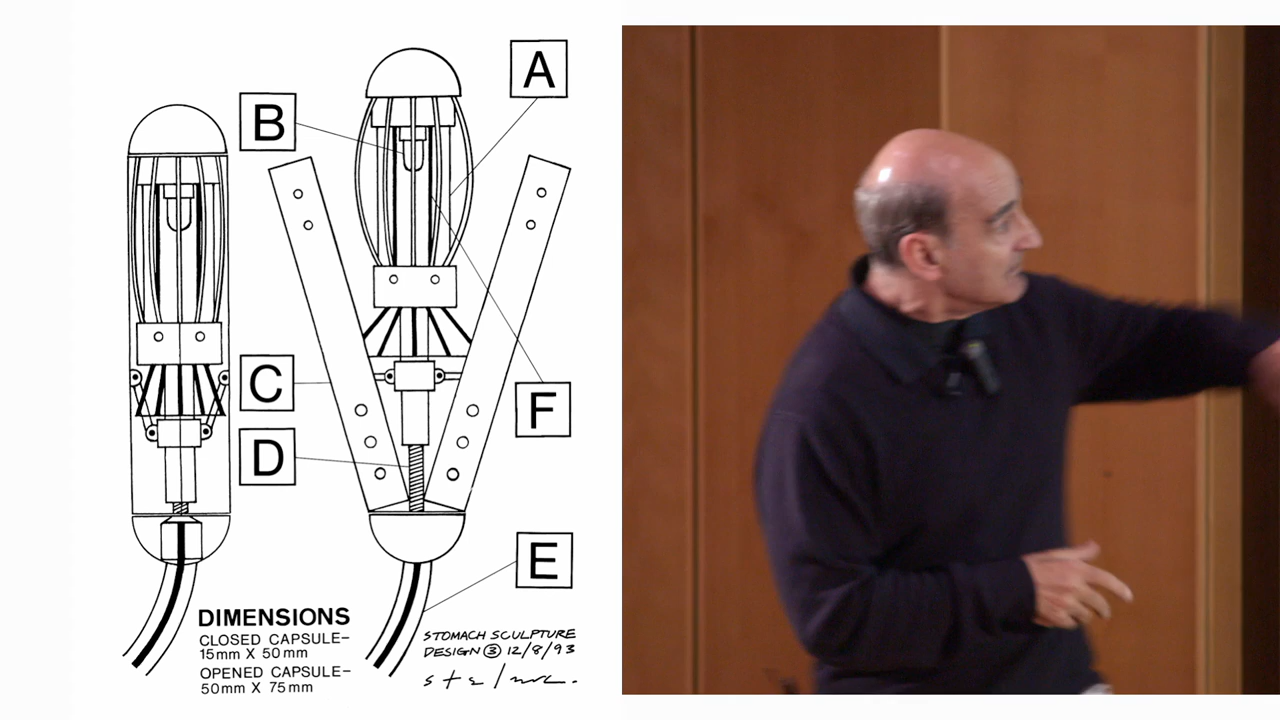 A
B
C
D
F
E
DIMENSIONS
CLOSED CAPSULE–
15mm X 50mm
OPENED CAPSULE–
50mm X 75mm
STOMACH SCULPTURE
DESIGN ③ 12/8/93